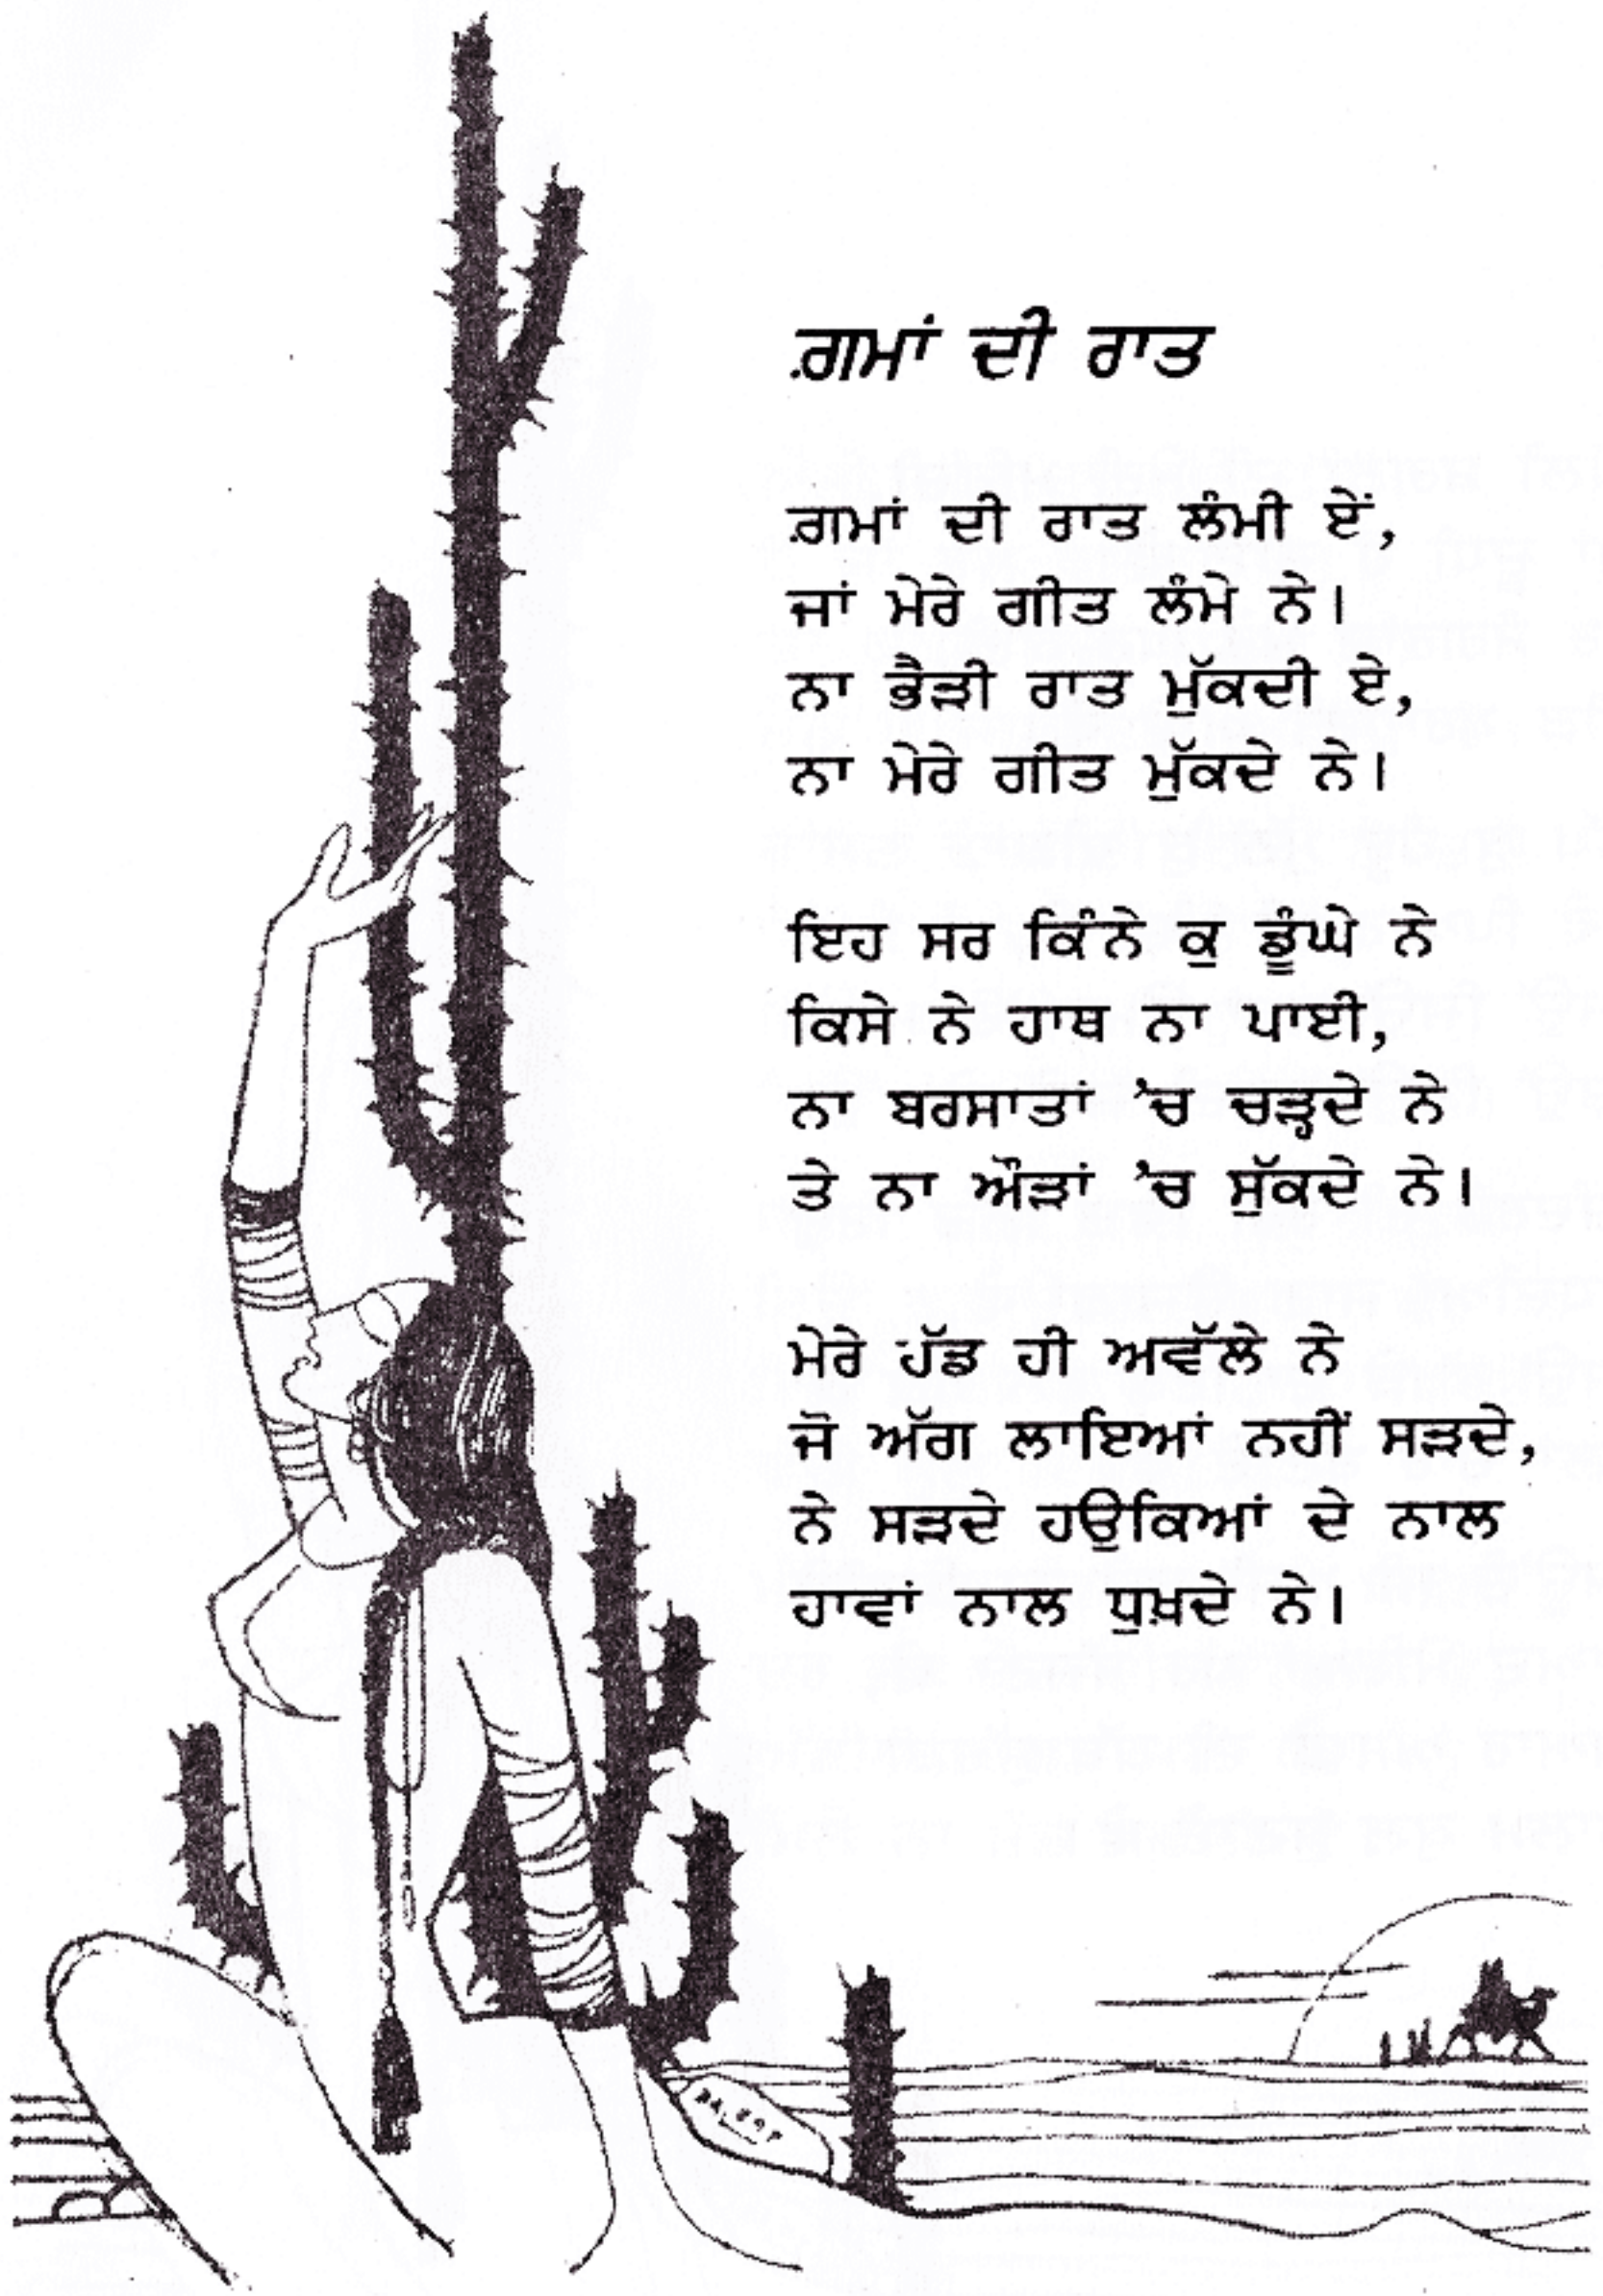 ਗ਼ਮਾਂ ਦੀ ਰਾਤ
ਗ਼ਮਾਂ ਦੀ ਰਾਤ ਲੰਮੀ ਏਂ,
ਜਾਂ ਮੇਰੇ ਗੀਤ ਲੰਮੇ ਨੇ।
ਨਾ ਭੈੜੀ ਰਾਤ ਮੁੱਕਦੀ ਏ,
ਨਾ ਮੇਰੇ ਗੀਤ ਮੁੱਕਦੇ ਨੇ।
ਇਹ ਸਰ ਕਿੰਨੇ ਕੁ ਡੂੰਘੇ ਨੇ
ਕਿਸੇ ਨੇ ਹਾਥ ਨਾ ਪਾਈ,
ਨਾ ਬਰਸਾਤਾਂ 'ਚ ਚੜ੍ਹਦੇ ਨੇ
ਤੇ ਨਾ ਔੜਾਂ 'ਚ ਸੁੱਕਦੇ ਨੇ।
ਮੇਰੇ ਹੱਡ ਹੀ ਅਵੱਲੇ ਨੇ
ਜੋ ਅੱਗ ਲਾਇਆਂ ਨਹੀਂ ਸੜਦੇ,
ਨੇ ਸੜਦੇ ਹਉਕਿਆਂ ਦੇ ਨਾਲ
ਹਾਵਾਂ ਨਾਲ ਧੁਖ਼ਦੇ ਨੇ।